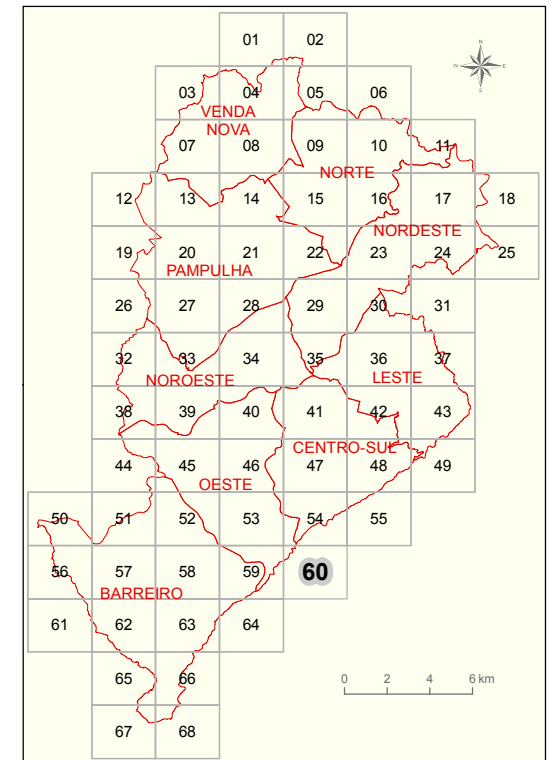 01 02
N
W E
S
03 04 05 06
VENDA
NOVA
07 08 09 10 11
NORTE
12 13 14 15 16 17 18
NORDESTE
19 20 21 22 23 24 25
PAMPULHA
26 27 28 29 30 31
32 33 34 35 36 37
NOROESTE LESTE
38 39 40 41 42 43
CENTRO-SUL
44 45 46 47 48 49
OESTE
50 51 52 53 54 55
56 57 58 59 60
BARREIRO
61 62 63 64
65 66
0 2 4 6 km
67 68